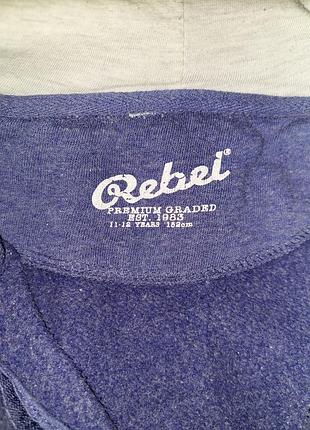 Rebel®
PREMIUM GRADED
EST. 1983
11-12 YEARS 152cm